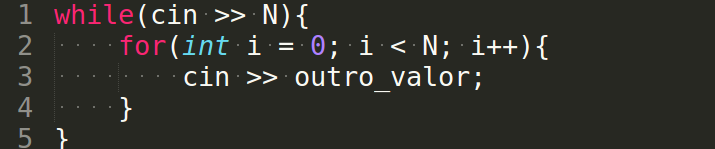 1 while(cin >> N){
2     for(int i = 0; i < N; i++){
3         cin >> outro_valor;
4     }
5 }